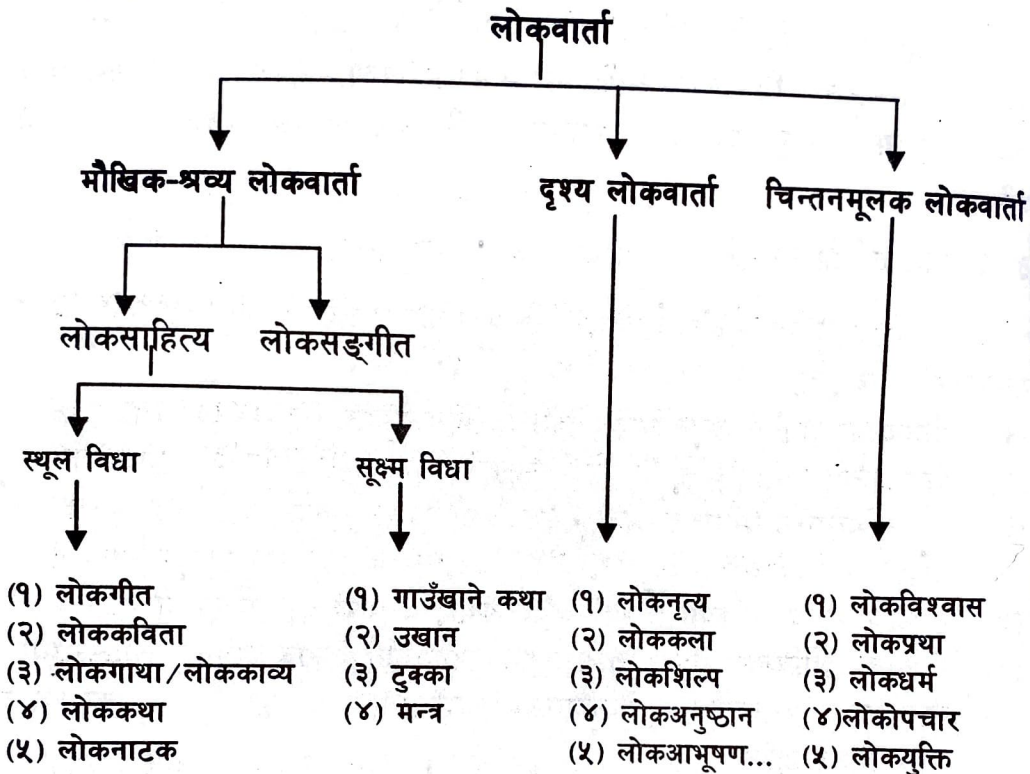 लोकवार्ता
मौखिक-श्रव्य लोकवार्ता
दृश्य लोकवार्ता
चिन्तनमूलक लोकवार्ता
लोकसाहित्य
लोकसङ्गीत
स्थूल विधा
सूक्ष्म विधा
(१) लोकगीत
(२) लोककविता
(३) लोकगाथा/लोककाव्य
(४) लोककथा
(५) लोकनाटक
(१) गाउँखाने कथा
(२) उखान
(३) टुक्का
(४) मन्त्र
(१) लोकनृत्य
(२) लोककला
(३) लोकशिल्प
(४) लोकअनुष्ठान
(५) लोकआभूषण...
(१) लोकविश्वास
(२) लोकप्रथा
(३) लोकधर्म
(४)लोकोपचार
(५) लोकयुक्ति